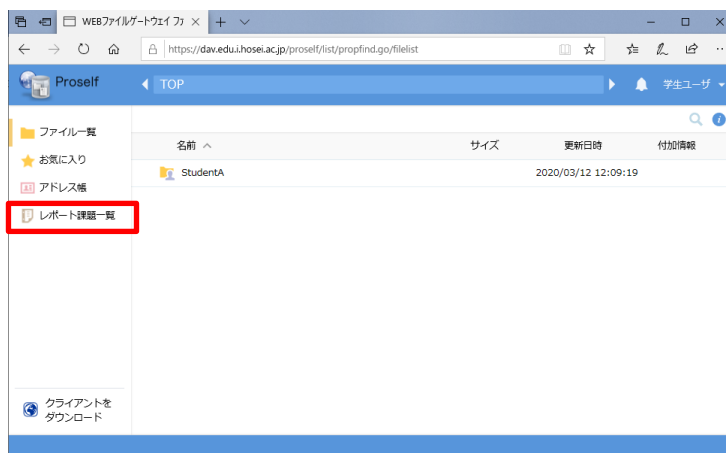 WEBファイルゲートウェイ フｧ
https://dav.edu.i.hosei.ac.jp/proself/list/propfind.go/filelist
Proself
TOP
学生ユーザ
ファイル一覧
お気に入り
アドレス帳
レポート課題一覧
名前
サイズ
更新日時
付加情報
StudentA
2020/03/12 12:09:19
クライアントを
ダウンロード